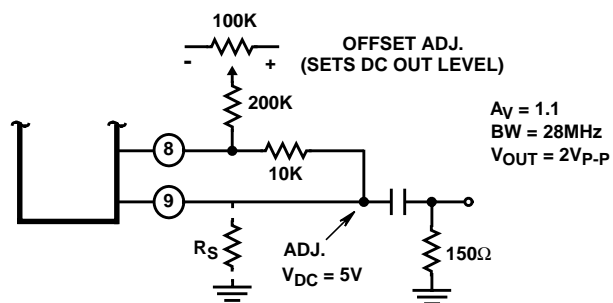 100K
- +
OFFSET ADJ.
(SETS DC OUT LEVEL)
200K
AV = 1.1
BW = 28MHz
VOUT = 2VP-P
8
10K
9
RS
ADJ.
VDC = 5V
150Ω